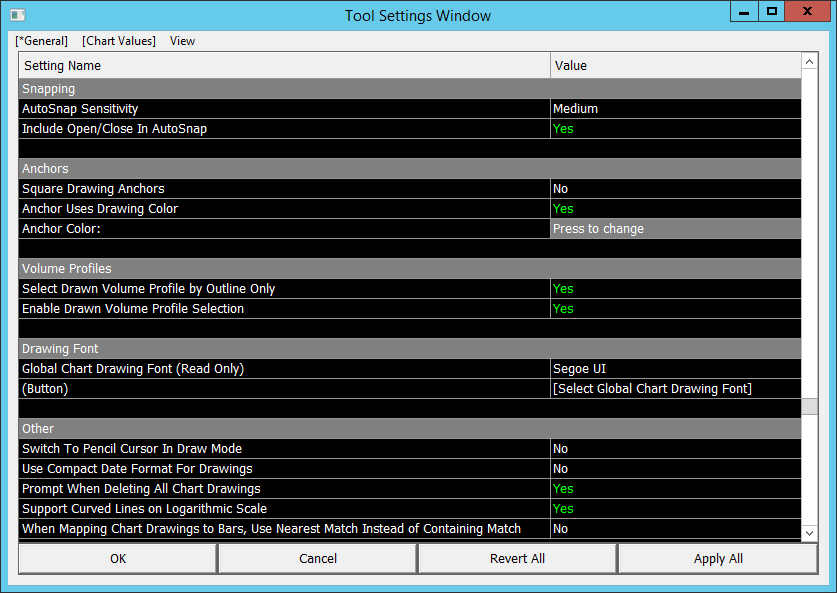 Tool Settings Window
[*General] [Chart Values] View
Setting Name Value
Snapping
AutoSnap Sensitivity Medium
Include Open/Close In AutoSnap Yes
Anchors
Square Drawing Anchors No
Anchor Uses Drawing Color Yes
Anchor Color: Press to change
Volume Profiles
Select Drawn Volume Profile by Outline Only Yes
Enable Drawn Volume Profile Selection Yes
Drawing Font
Global Chart Drawing Font (Read Only) Segoe UI
(Button) [Select Global Chart Drawing Font]
Other
Switch To Pencil Cursor In Draw Mode No
Use Compact Date Format For Drawings No
Prompt When Deleting All Chart Drawings Yes
Support Curved Lines on Logarithmic Scale Yes
When Mapping Chart Drawings to Bars, Use Nearest Match Instead of Containing Match No
OK Cancel Revert All Apply All